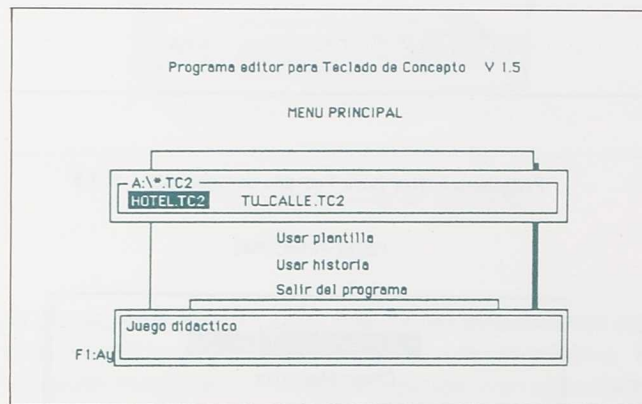 Programa editor para Teclado de Concepto V 1.5
MENU PRINCIPAL
A:\*.TC2
HOTEL.TC2 TU_CALLE.TC2
Usar plantilla
Usar historia
Salir del programa
Juego didactico
F1:Ay